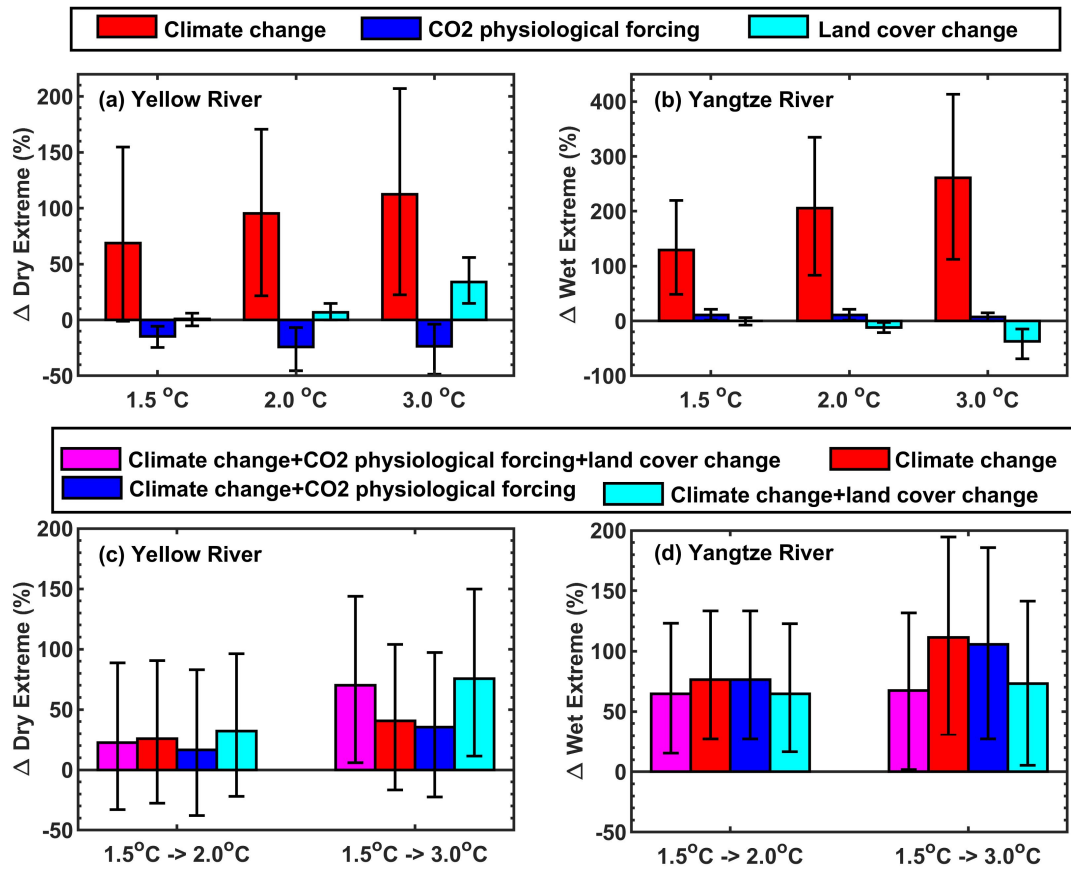 Climate change CO2 physiological forcing Land cover change
(a) Yellow River
Δ Dry Extreme (%)
200
150
100
50
0
-50
1.5 °C 2.0 °C 3.0 °C
(b) Yangtze River
Δ Wet Extreme (%)
400
300
200
100
0
-100
1.5 °C 2.0 °C 3.0 °C
Climate change+CO2 physiological forcing+land cover change Climate change
Climate change+CO2 physiological forcing Climate change+land cover change
(c) Yellow River
Δ Dry Extreme (%)
200
150
100
50
0
-50
1.5°C -> 2.0°C 1.5°C -> 3.0°C
(d) Yangtze River
Δ Wet Extreme (%)
200
150
100
50
0
-50
1.5°C -> 2.0°C 1.5°C -> 3.0°C